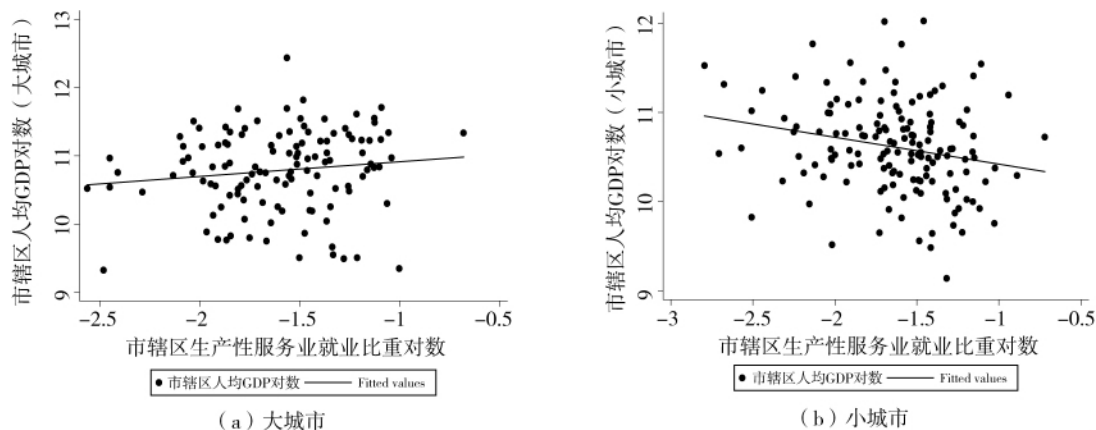 市辖区人均GDP对数（大城市）
13
12
11
10
9
-2.5
-2
-1.5
-1
-0.5
市辖区生产性服务业就业比重对数
市辖区人均GDP对数
Fitted values
（a）大城市
市辖区人均GDP对数（小城市）
12
11
10
9
-3
-2.5
-2
-1.5
-1
-0.5
市辖区生产性服务业就业比重对数
市辖区人均GDP对数
Fitted values
（b）小城市